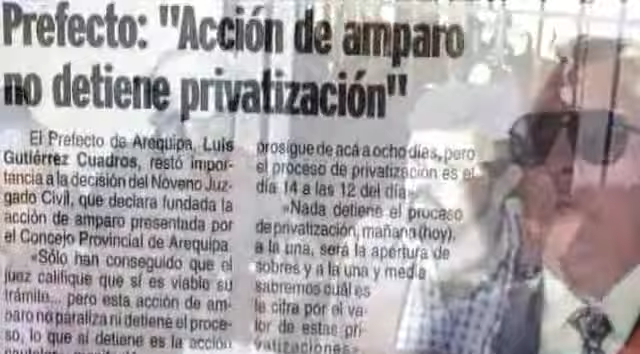 Prefecto: "Acción de amparo
no detiene privatización"
El Prefecto de Arequipa, Luis
Gutiérrez Cuadros, restó impor-
tancia a la decisión del Noveno Juz-
gado Civil, que declara fundada la
acción de amparo presentada por
el Concejo Provincial de Arequipa.
«Sólo han conseguido que el
juez califique que sí es viable su
trámite... pero esta acción de am-
paro no paraliza ni detiene el proce-
so, lo que sí detiene es la acción
prosigue de acá a ocho días, pero
el proceso de privatización es el
día 14 a las 12 del día»
«Nada detiene el proceso
de privatización, mañana (hoy),
a la una, será la apertura de
sobres y a la una y media
sabremos cuál es
la cifra por el va-
lor de estas pri-
vatizaciones»